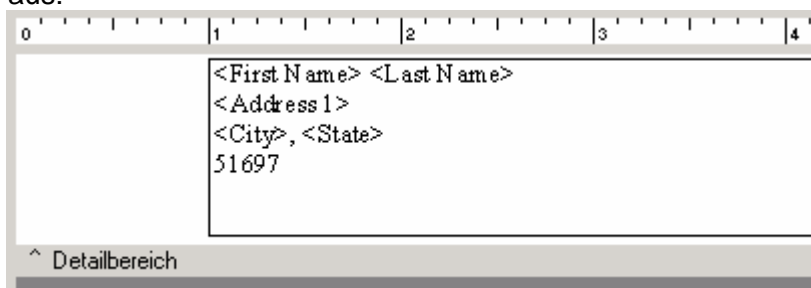 aus.
0 1 2 3 4
<First Name> <Last Name>
<Address 1>
<City>, <State>
51697
^ Detailbereich